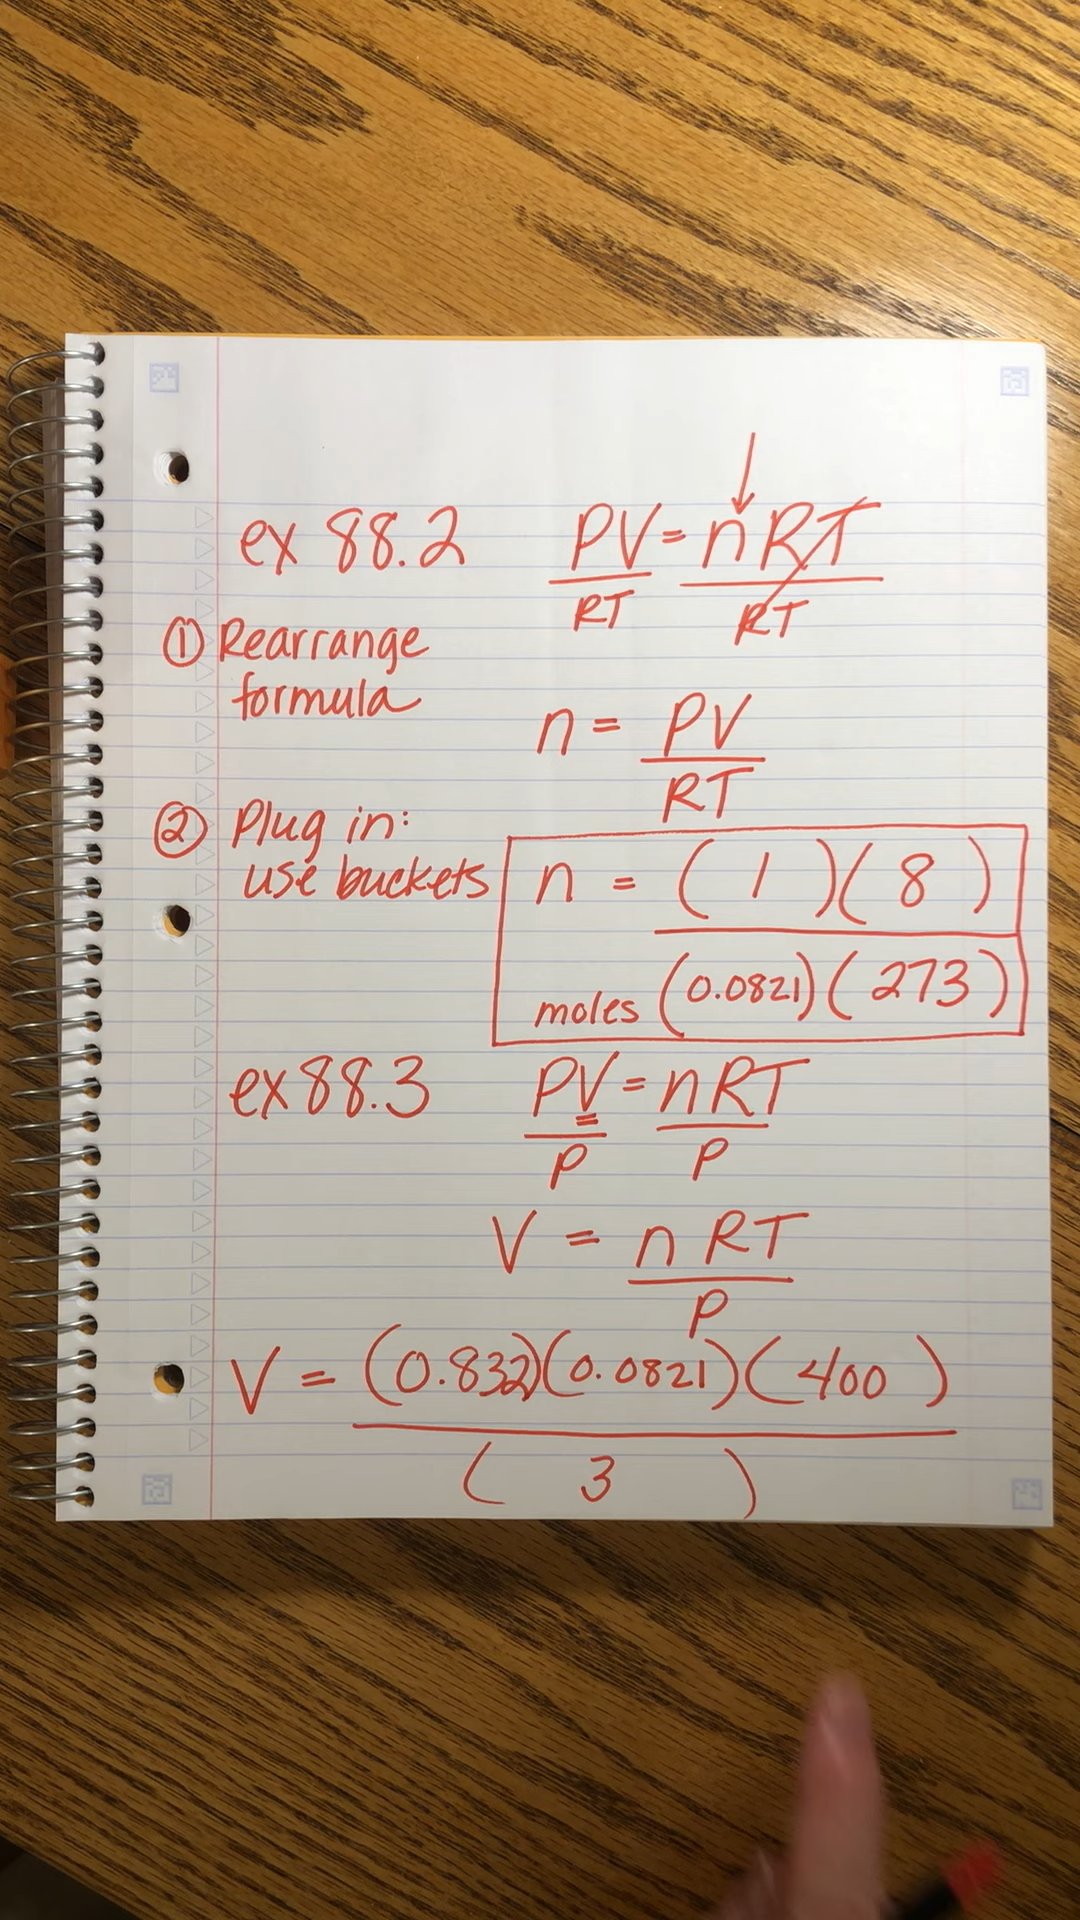 ex 88.2
PV = nRT
RT RT
① Rearrange
formula
n = PV
RT
② Plug in:
use buckets
n = ( 1 )( 8 )
moles (0.0821)( 273 )
ex 88.3
PV = nRT
P P
V = nRT
P
V = (0.832)(0.0821)( 400 )
( 3 )